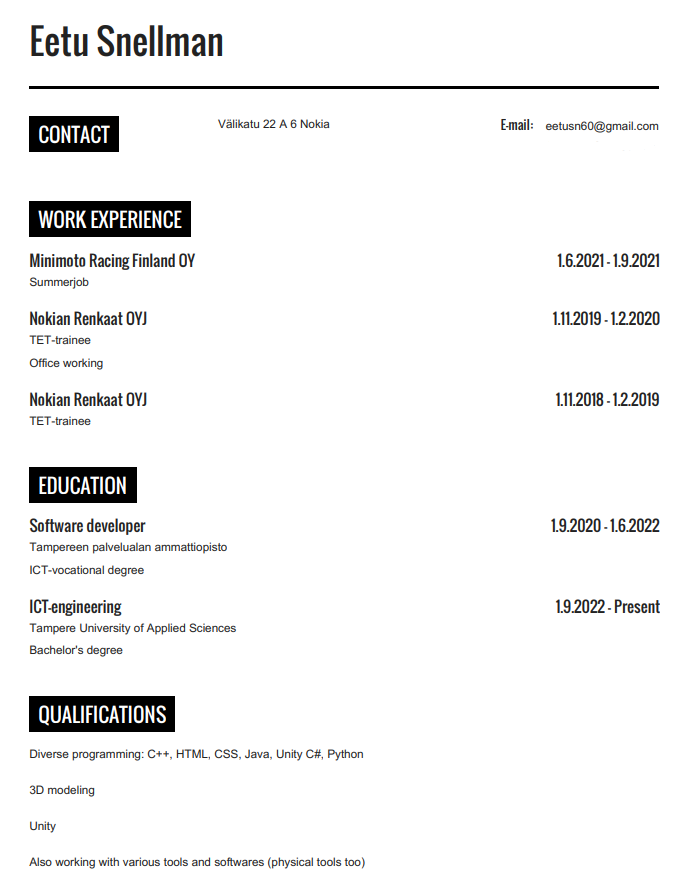 Eetu Snellman
CONTACT
Välikatu 22 A 6 Nokia
E-mail: eetusn60@gmail.com
WORK EXPERIENCE
Minimoto Racing Finland OY 1.6.2021 - 1.9.2021
Summerjob
Nokian Renkaat OYJ 1.11.2019 - 1.2.2020
TET-trainee
Office working
Nokian Renkaat OYJ 1.11.2018 - 1.2.2019
TET-trainee
EDUCATION
Software developer 1.9.2020 - 1.6.2022
Tampereen palvelualan ammattiopisto
ICT-vocational degree
ICT-engineering 1.9.2022 - Present
Tampere University of Applied Sciences
Bachelor's degree
QUALIFICATIONS
Diverse programming: C++, HTML, CSS, Java, Unity C#, Python
3D modeling
Unity
Also working with various tools and softwares (physical tools too)